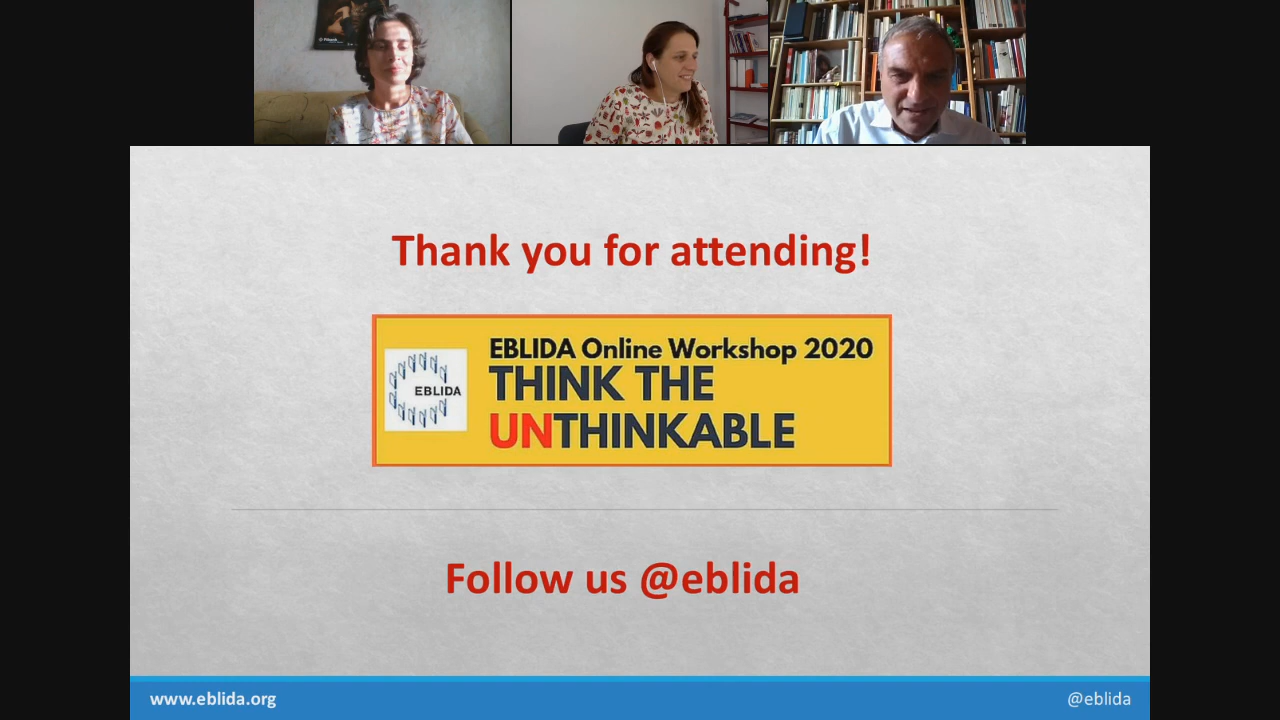 Thank you for attending!
EBLIDA Online Workshop 2020
THINK THE
EBLIDA
UNTHINKABLE
Follow us @eblida
www.eblida.org
@eblida